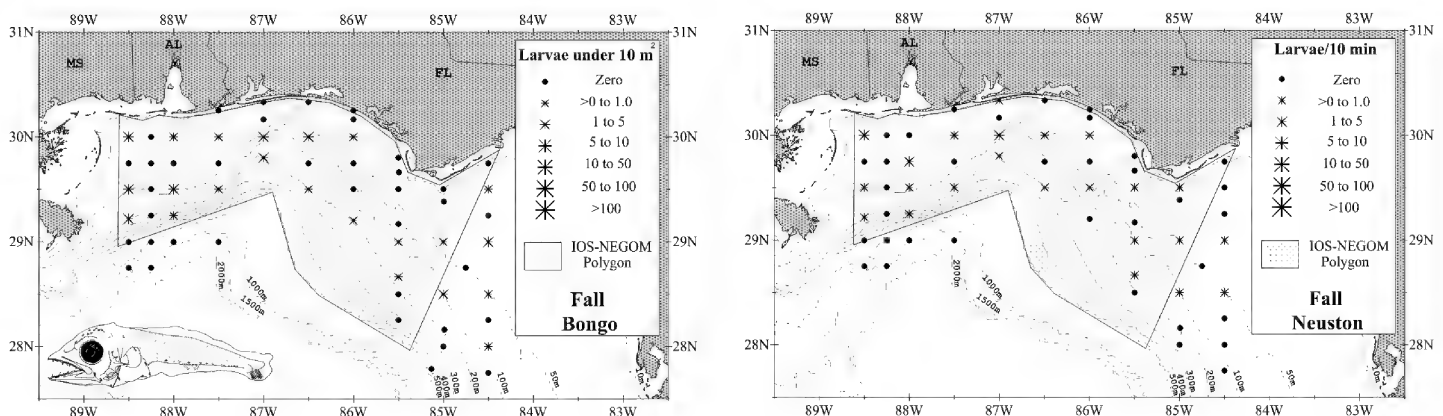 89W 88W 87W 86W 85W 84W 83W
31N
MS
AL
FL
Larvae under 10 m²
Zero
>0 to 1.0
1 to 5
5 to 10
10 to 50
50 to 100
>100
IOS-NEGOM
Polygon
Fall
Bongo
30N
29N
28N
2000m
1000m
1500m
500m
400m
300m
200m
100m
50m
10m
88W 87W 86W 85W 84W 83W
89W 88W 87W 86W 85W 84W 83W
31N
31N
MS
AL
FL
Larvae/10 min
Zero
>0 to 1.0
1 to 5
5 to 10
10 to 50
50 to 100
>100
IOS-NEGOM
Polygon
Fall
Neuston
30N
30N
29N
29N
28N
28N
2000m
1000m
1500m
500m
400m
300m
200m
100m
50m
10m
89W 88W 87W 86W 85W 84W 83W